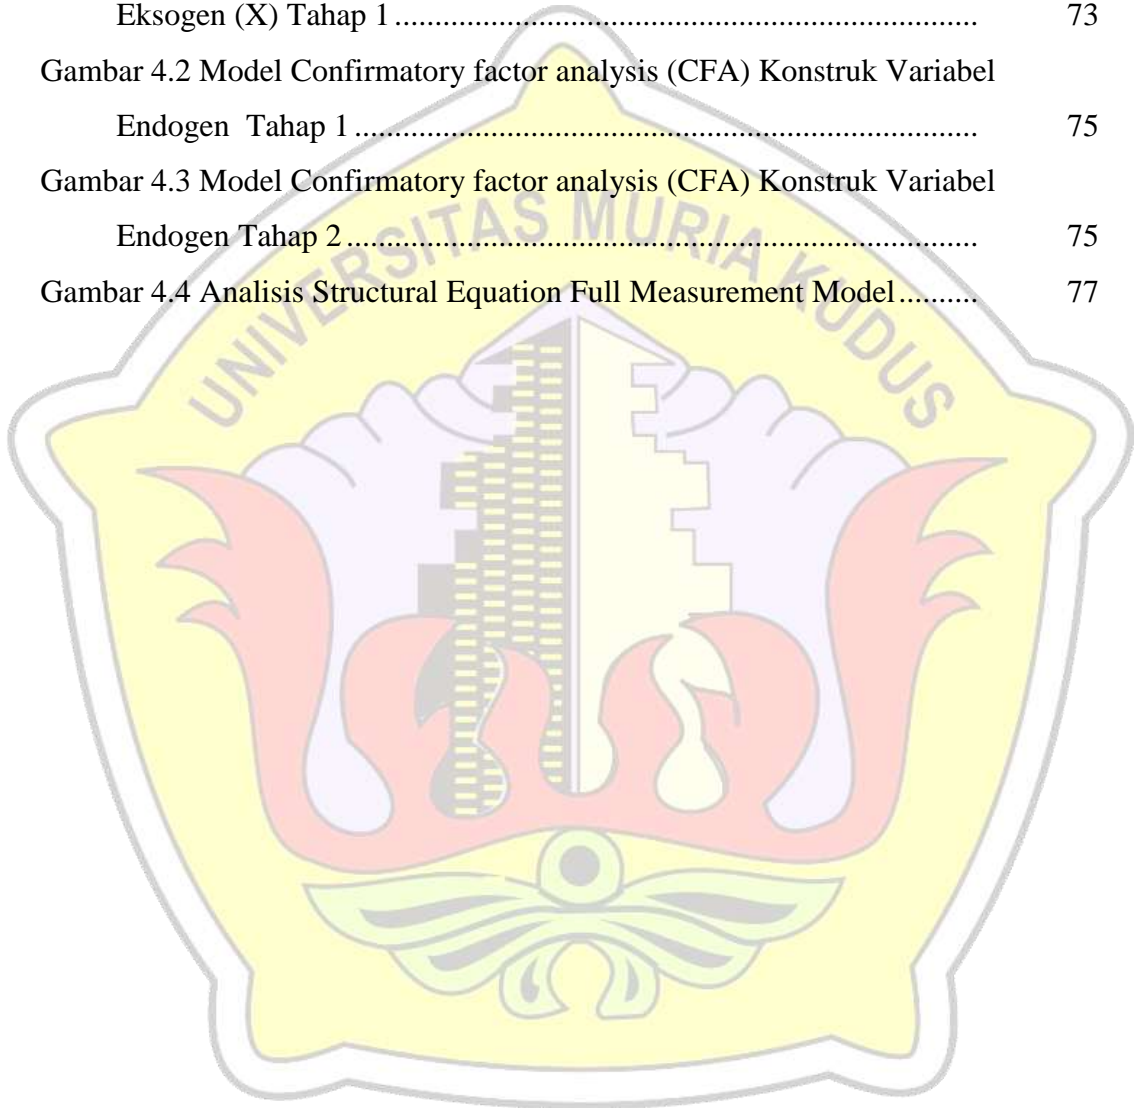 Eksogen (X) Tahap 1 ........................................................................ 73
Gambar 4.2 Model Confirmatory factor analysis (CFA) Konstruk Variabel
Endogen Tahap 1 ............................................................................. 75
Gambar 4.3 Model Confirmatory factor analysis (CFA) Konstruk Variabel
Endogen Tahap 2 .............................................................................. 75
Gambar 4.4 Analisis Structural Equation Full Measurement Model .......... 77
UNIVERSITAS MURIA KUDUS